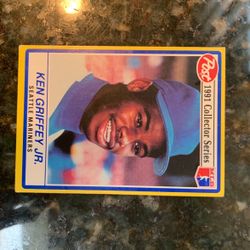 Post
1991 Collector Series
KEN GRIFFEY JR.
SEATTLE MARINERS